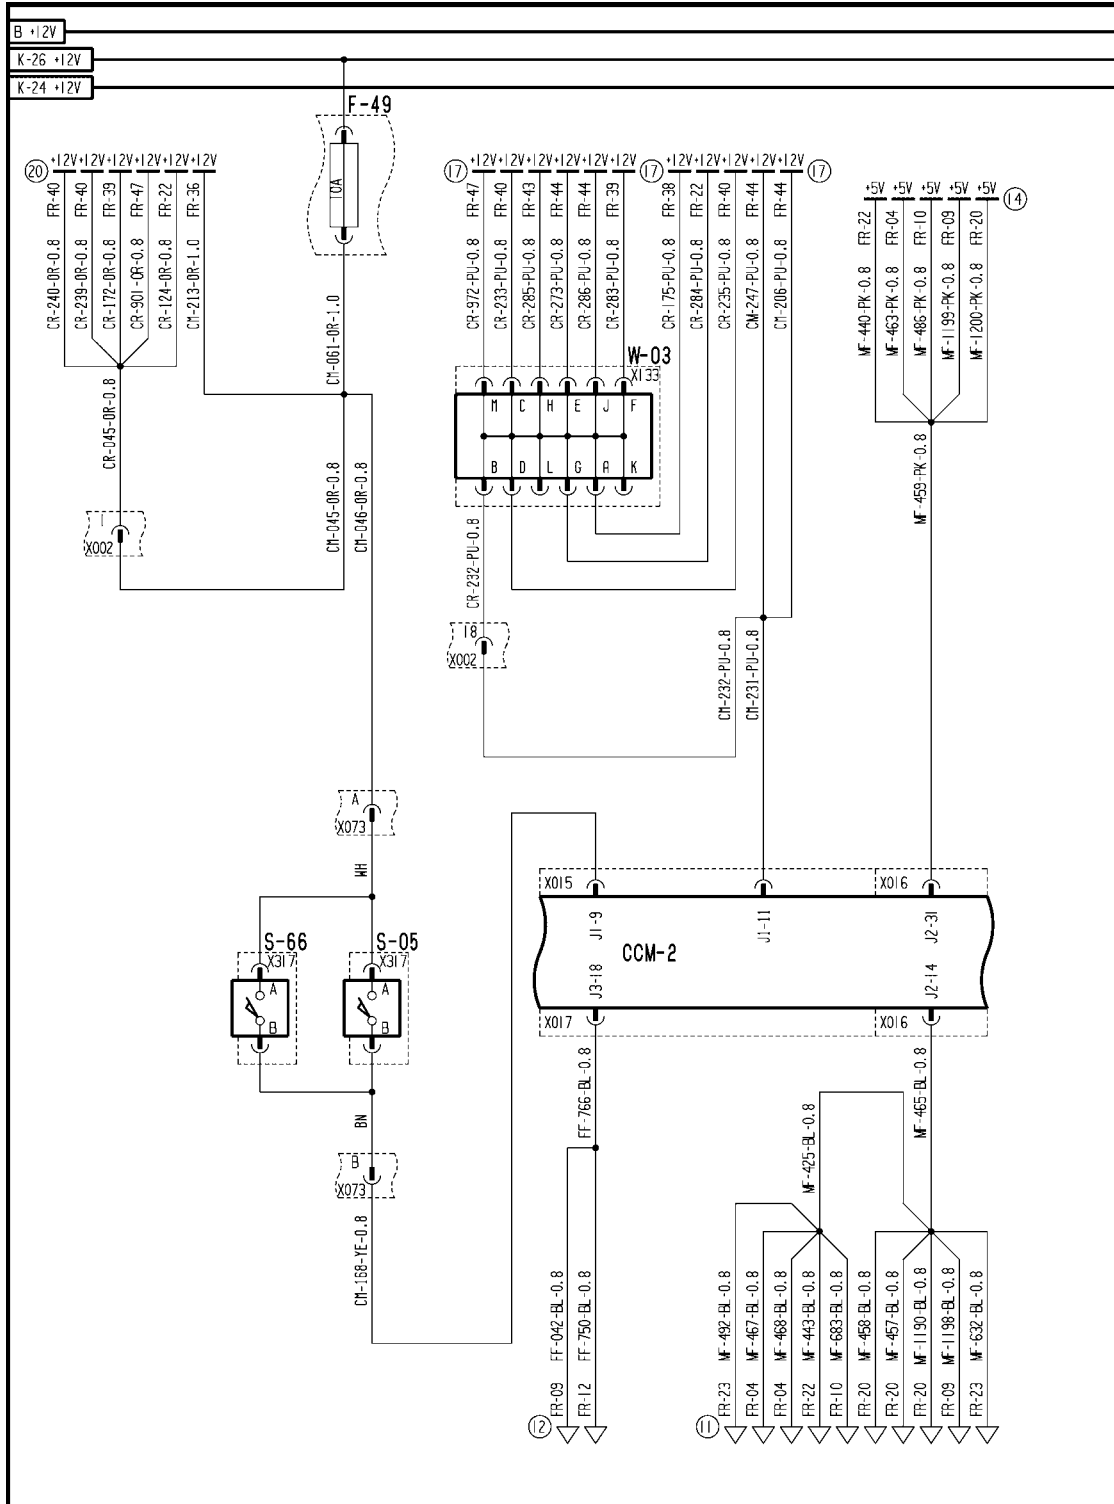 B +12V
K-26 +12V
K-24 +12V
F-49
10A
20
+12V +12V +12V +12V +12V +12V
FR-40
FR-40
FR-39
FR-47
FR-22
FR-36
CR-240-OR-0.8
CR-239-OR-0.8
CR-172-OR-0.8
CR-901-OR-0.8
CR-124-OR-0.8
CM-213-OR-1.0
CM-061-OR-1.0
17
+12V +12V +12V +12V +12V +12V
FR-47
FR-40
FR-43
FR-44
FR-44
FR-39
CR-972-PU-0.8
CR-233-PU-0.8
CR-285-PU-0.8
CR-273-PU-0.8
CR-286-PU-0.8
CR-283-PU-0.8
17
+12V +12V +12V +12V +12V
17
FR-38
FR-22
FR-40
FR-44
FR-44
CR-175-PU-0.8
CR-284-PU-0.8
CR-235-PU-0.8
CM-247-PU-0.8
CM-206-PU-0.8
+5V +5V +5V +5V +5V
14
FR-22
FR-04
FR-10
FR-09
FR-20
MF-440-PK-0.8
MF-463-PK-0.8
MF-486-PK-0.8
MF-1199-PK-0.8
MF-1200-PK-0.8
W-03
X133
M C H E J F
B D L G A K
CR-045-OR-0.8
CM-045-OR-0.8
CM-046-OR-0.8
MF-459-PK-0.8
1
X002
CR-232-PU-0.8
18
X002
CM-232-PU-0.8
CM-231-PU-0.8
A
X073
WH
S-66
X317
A
B
S-05
X317
A
B
X015
X016
J1-9
J1-11
J2-31
CCM-2
J3-18
J2-14
X017
X016
BN
B
X073
CM-168-YE-0.8
FF-766-BL-0.8
MF-425-BL-0.8
MF-465-BL-0.8
FF-042-BL-0.8
FF-750-BL-0.8
MF-492-BL-0.8
MF-467-BL-0.8
MF-468-BL-0.8
MF-443-BL-0.8
MF-683-BL-0.8
MF-458-BL-0.8
MF-457-BL-0.8
MF-1190-BL-0.8
MF-1198-BL-0.8
MF-632-BL-0.8
12
FR-09
FR-12
11
FR-23
FR-04
FR-04
FR-22
FR-10
FR-20
FR-20
FR-20
FR-09
FR-23